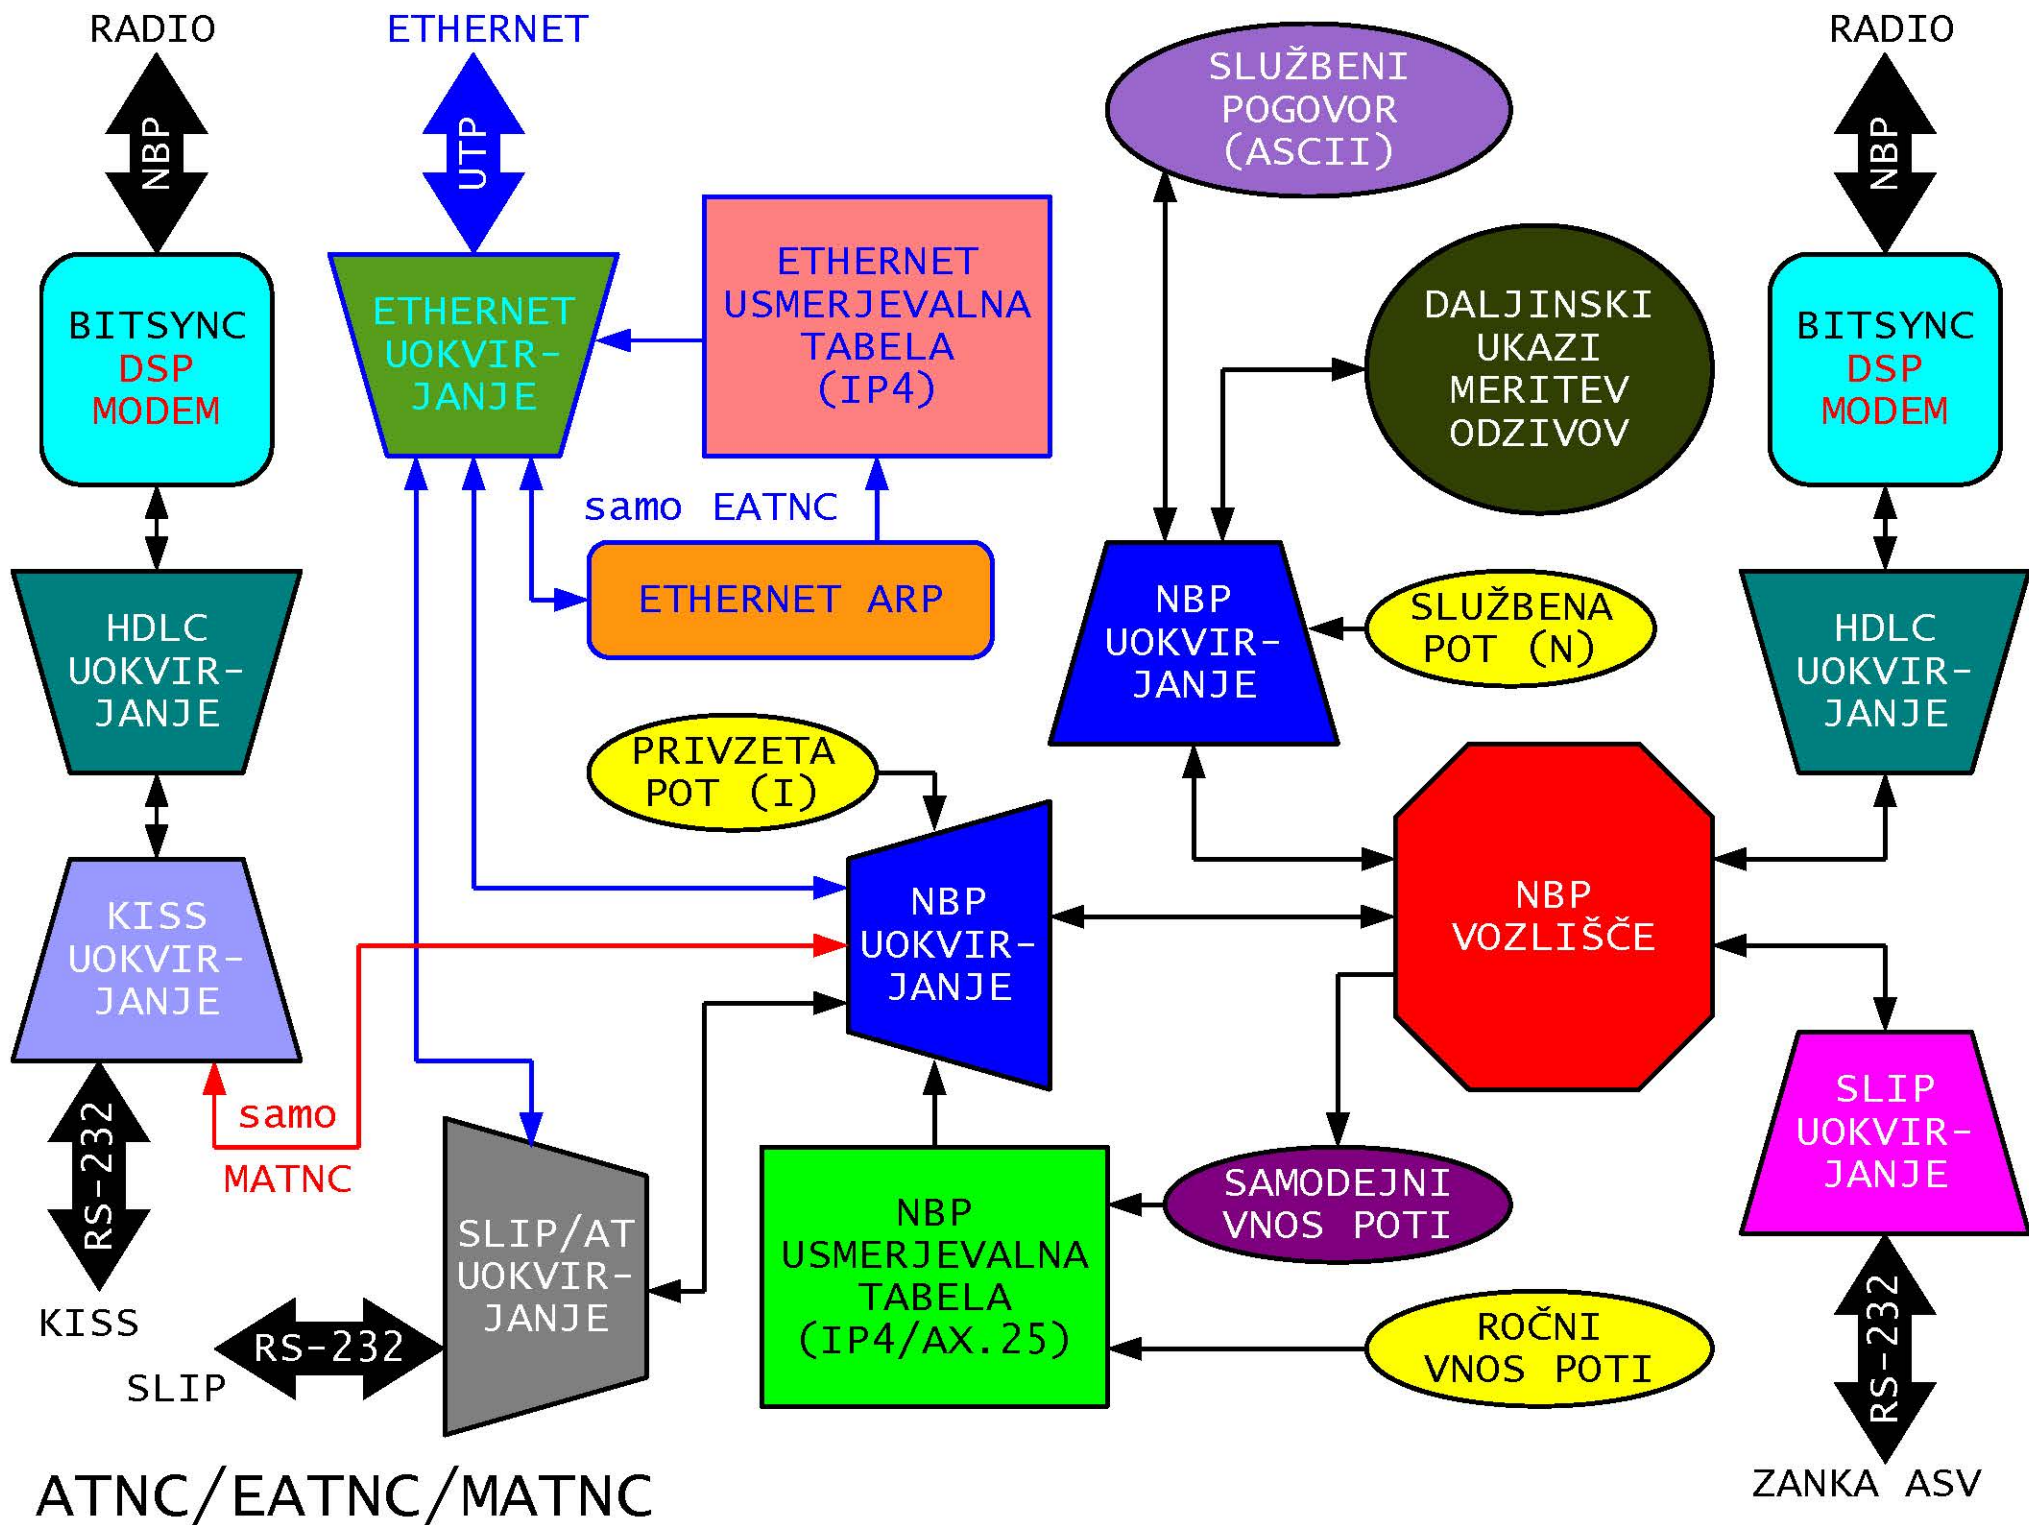 RADIO
NBP
BITSYNC
DSP
MODEM
HDLC
UOKVIR-
JANJE
KISS
UOKVIR-
JANJE
RS-232
KISS
samo
MATNC
ETHERNET
UTP
ETHERNET
UOKVIR-
JANJE
ETHERNET
USMERJEVALNA
TABELA
(IP4)
samo EATNC
ETHERNET ARP
PRIVZETA
POT (I)
NBP
UOKVIR-
JANJE
SLIP/AT
UOKVIR-
JANJE
RS-232
SLIP
NBP
USMERJEVALNA
TABELA
(IP4/AX.25)
SLUŽBENI
POGOVOR
(ASCII)
DALJINSKI
UKAZI
MERITEV
ODZIVOV
NBP
UOKVIR-
JANJE
SLUŽBENA
POT (N)
NBP
VOZLIŠČE
SAMODEJNI
VNOS POTI
ROČNI
VNOS POTI
RADIO
NBP
BITSYNC
DSP
MODEM
HDLC
UOKVIR-
JANJE
SLIP
UOKVIR-
JANJE
RS-232
ZANKA ASV
ATNC/EATNC/MATNC